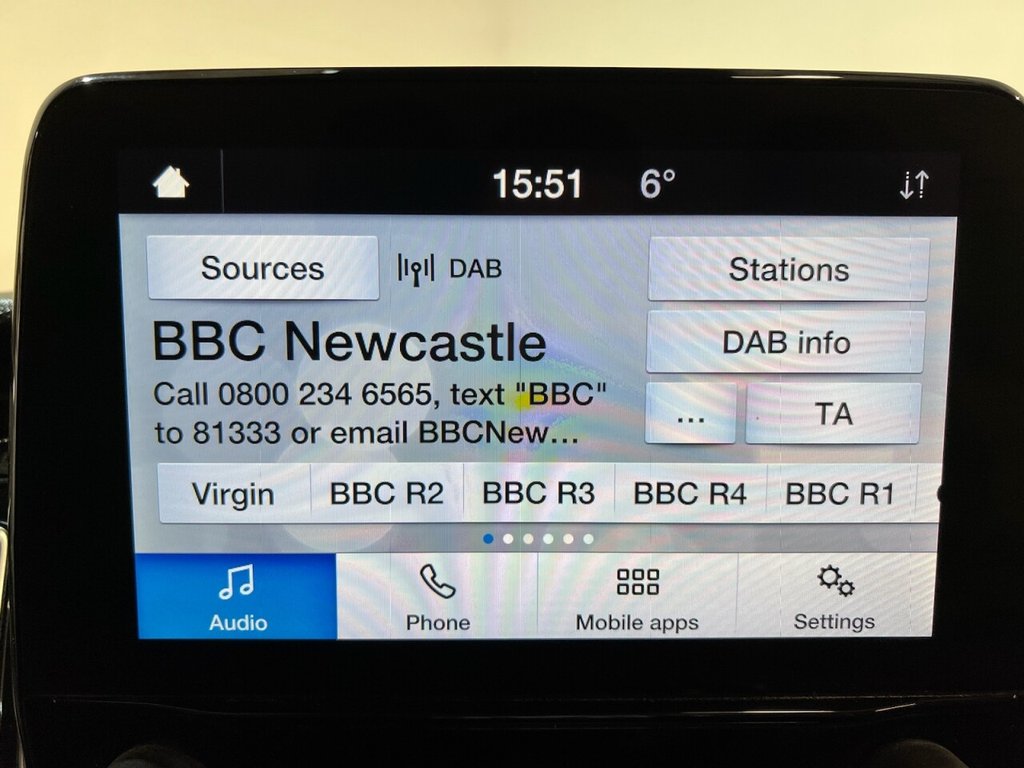 15:51 6°
Sources DAB Stations
BBC Newcastle
DAB info
Call 0800 234 6565, text "BBC"
to 81333 or email BBCNew...
... TA
Virgin BBC R2 BBC R3 BBC R4 BBC R1
Audio Phone Mobile apps Settings